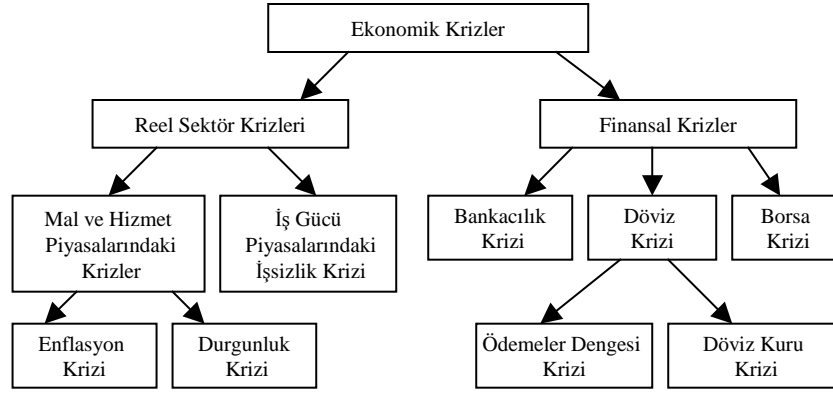 Ekonomik Krizler
Reel Sektör Krizleri
Finansal Krizler
Mal ve Hizmet
Piyasalarındaki
Krizler
İş Gücü
Piyasalarındaki
İşsizlik Krizi
Bankacılık
Krizi
Döviz
Krizi
Borsa
Krizi
Enflasyon
Krizi
Durgunluk
Krizi
Ödemeler Dengesi
Krizi
Döviz Kuru
Krizi